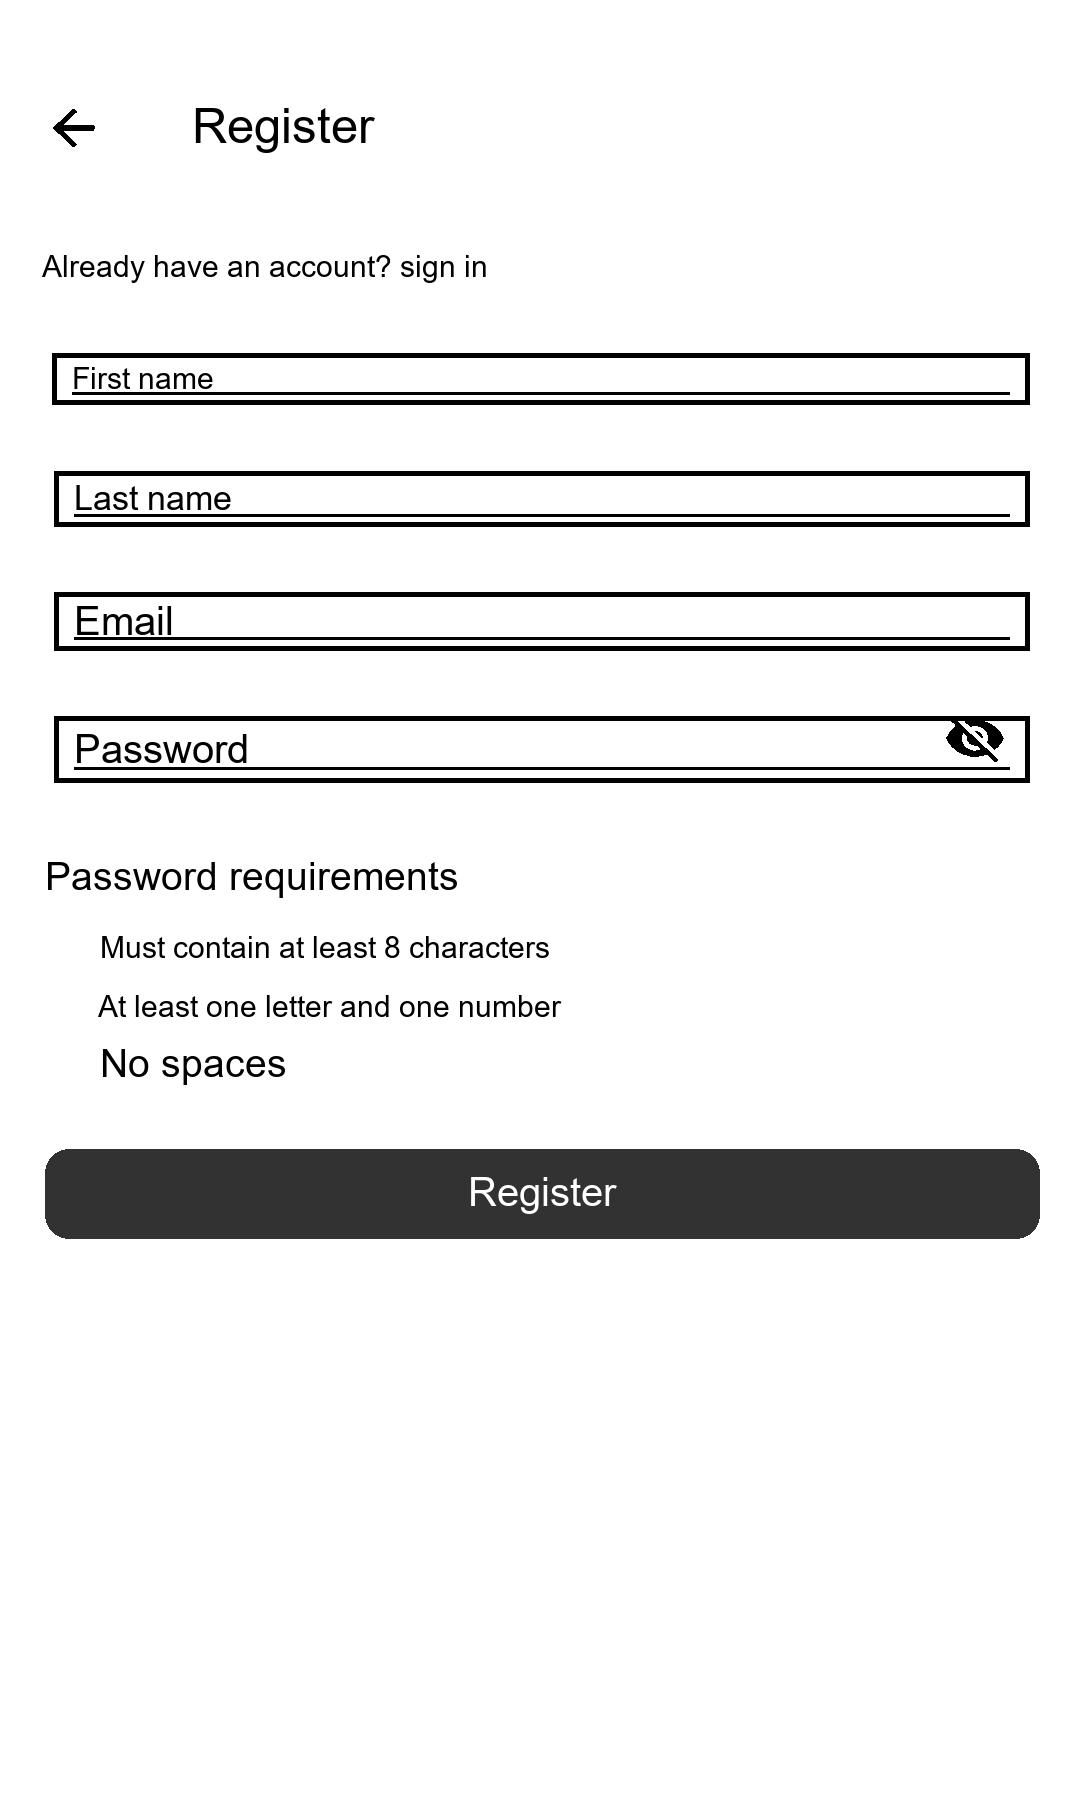 Register
Already have an account? sign in
First name
Last name
Email
Password
Password requirements
Must contain at least 8 characters
At least one letter and one number
No spaces
Register